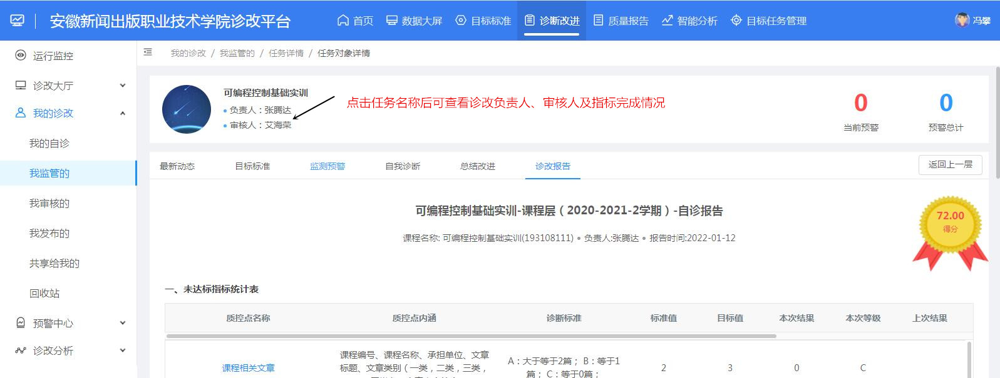 安徽新闻出版职业技术学院诊改平台
首页 数据大屏 目标标准 诊断改进 质量报告 智能分析 目标任务管理
冯攀
运行监控
诊改大厅
我的诊改
我的自诊
我监管的
我审核的
我发布的
共享给我的
回收站
预警中心
诊改分析
我的诊改 / 我监管的 / 任务详情 / 任务对象详情
可编程控制基础实训
负责人：张腾达
审核人：艾海荣
点击任务名称后可查看诊改负责人、审核人及指标完成情况
0
当前预警
0
预警总计
最新动态 目标标准 监测预警 自我诊断 总结改进 诊改报告
返回上一层
可编程控制基础实训-课程层（2020-2021-2学期）-自诊报告
课程名称: 可编程控制基础实训(193108111) ● 负责人:张腾达 ● 报告时间:2022-01-12
72.00
得分
一、未达标指标统计表
质控点名称 质控点内涵 诊断标准 标准值 目标值 本次结果 本次等级 上次结果
课程相关文章
课程编号、课程名称、承担单位、文章
标题、文章类别（一类，二类，三类，
A：大于等于2篇； B：等于1
篇； C：等于0篇；
2 3 0 C